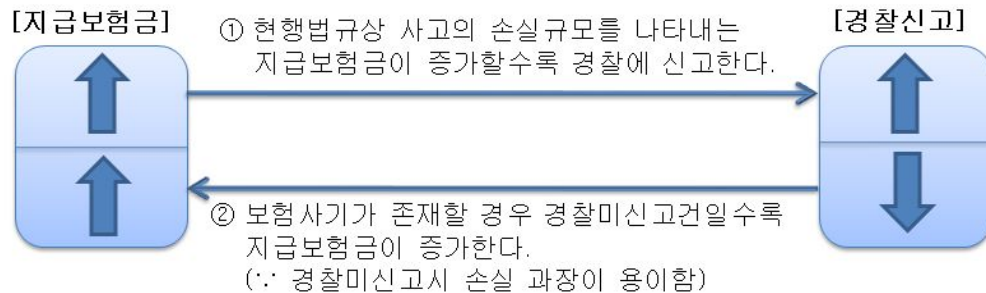 [지급보험금]
① 현행법규상 사고의 손실규모를 나타내는
지급보험금이 증가할수록 경찰에 신고한다.
[경찰신고]
② 보험사기가 존재할 경우 경찰미신고건일수록
지급보험금이 증가한다.
(∵ 경찰미신고시 손실 과장이 용이함)